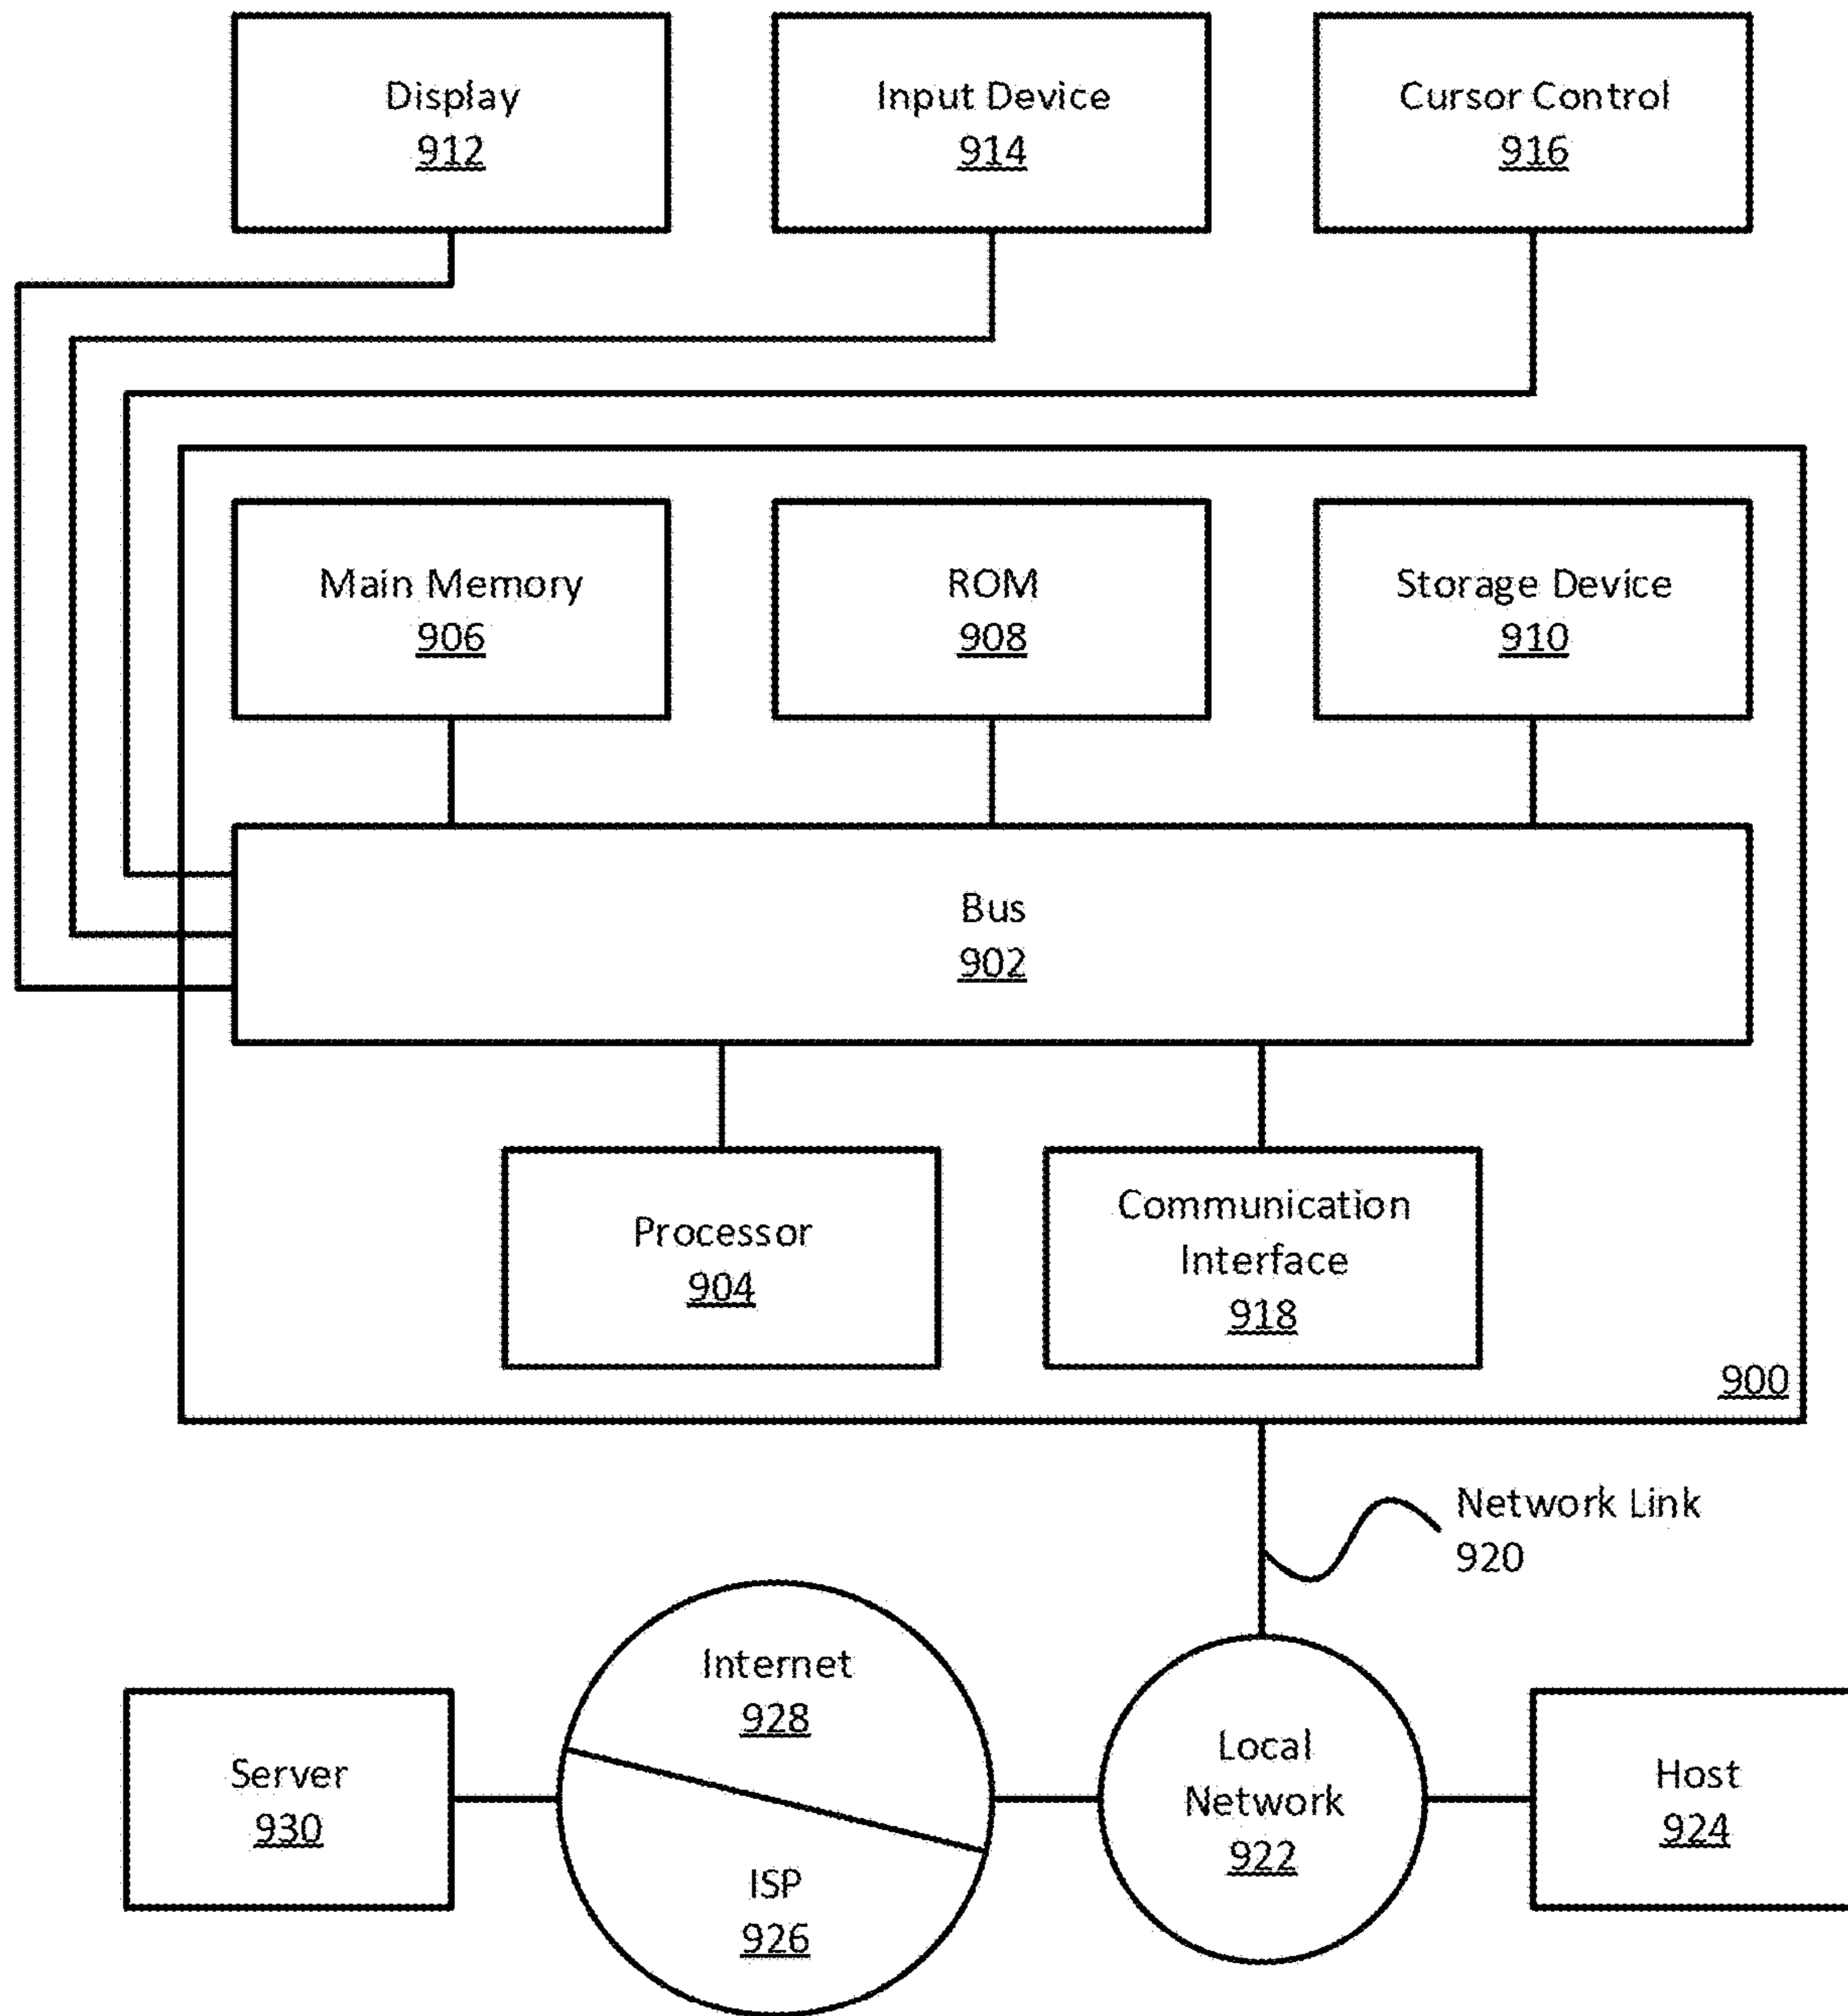 Display
912
Input Device
914
Cursor Control
916
Main Memory
906
ROM
908
Storage Device
910
Bus
902
Processor
904
Communication
Interface
918
900
Network Link
920
Internet
928
ISP
926
Server
930
Local
Network
922
Host
924